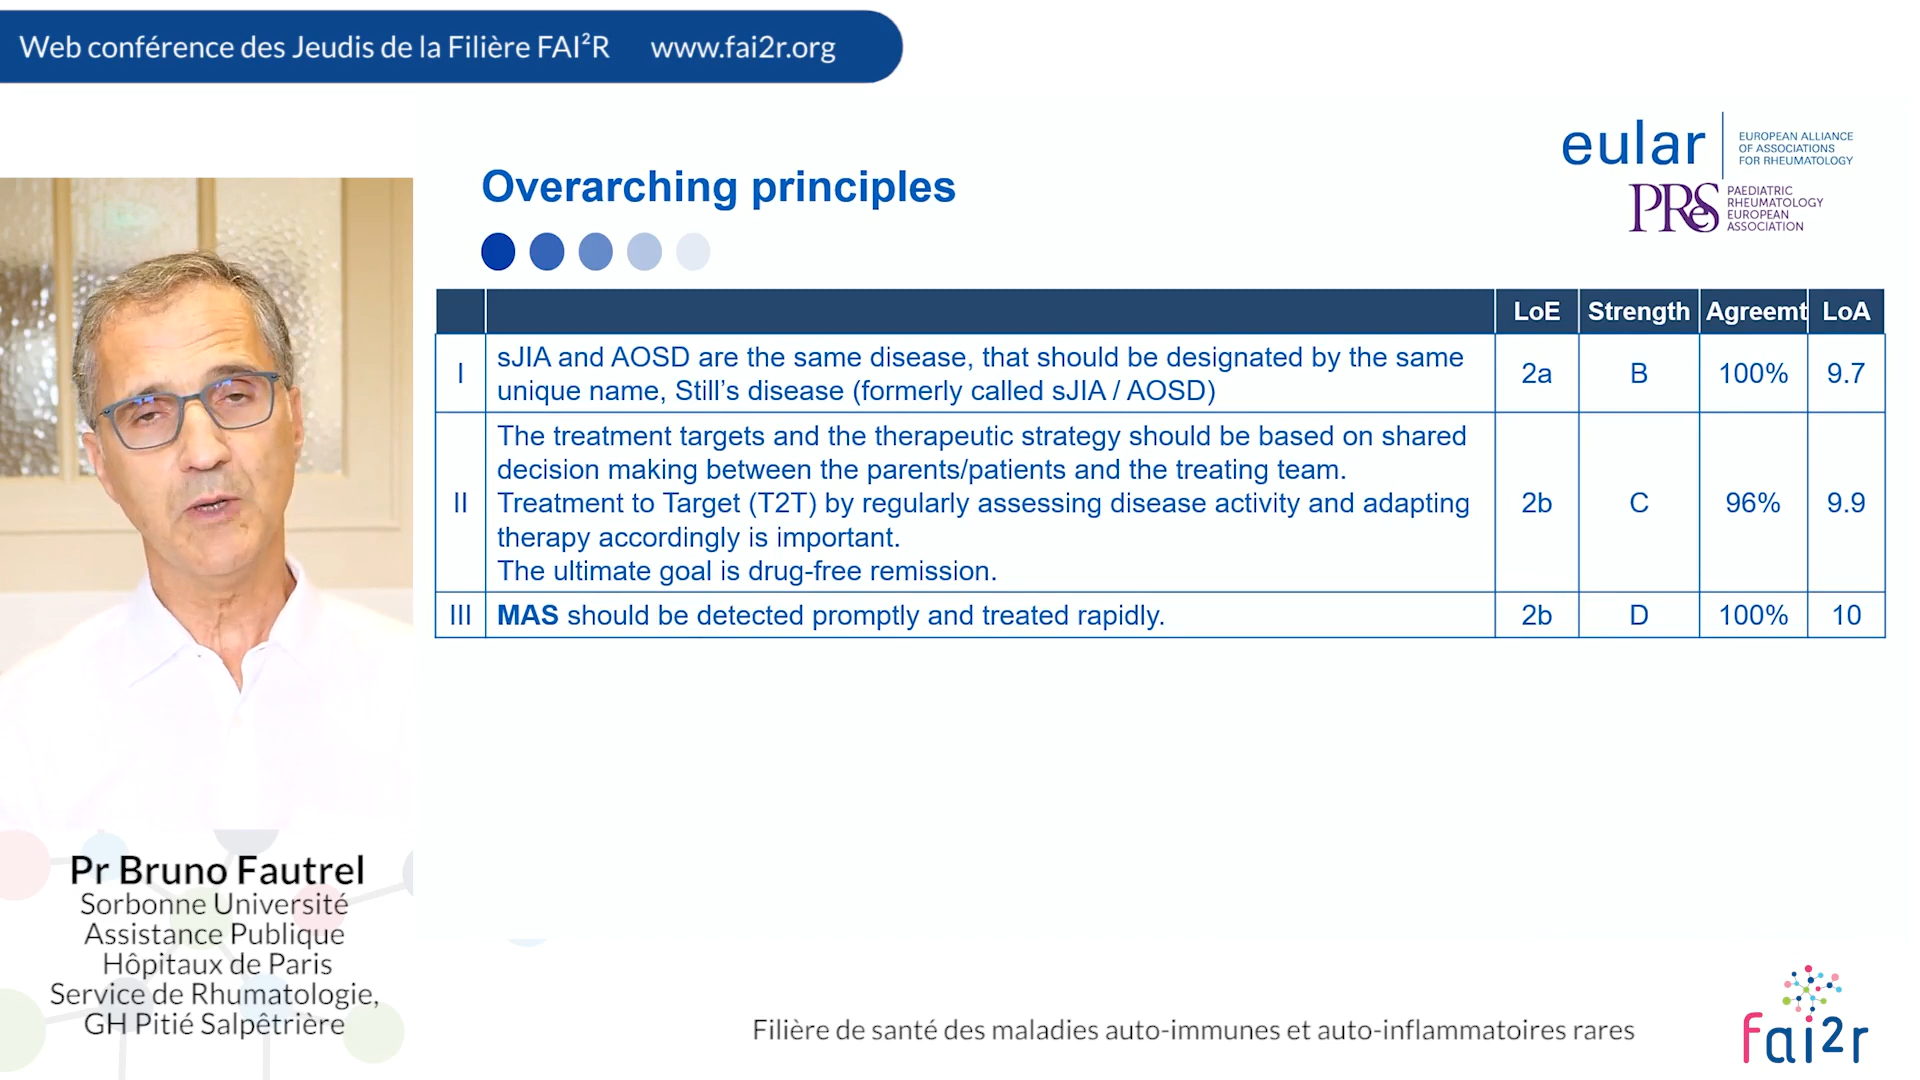 Web conférence des Jeudis de la Filière FAI²R www.fai2r.org
eular
EUROPEAN ALLIANCE
OF ASSOCIATIONS
FOR RHEUMATOLOGY
PReS
PAEDIATRIC
RHEUMATOLOGY
EUROPEAN
ASSOCIATION
Overarching principles
LoE Strength Agreemt LoA
I sJIA and AOSD are the same disease, that should be designated by the same
unique name, Still’s disease (formerly called sJIA / AOSD) 2a B 100% 9.7
The treatment targets and the therapeutic strategy should be based on shared
decision making between the parents/patients and the treating team.
II Treatment to Target (T2T) by regularly assessing disease activity and adapting 2b C 96% 9.9
therapy accordingly is important.
The ultimate goal is drug-free remission.
III MAS should be detected promptly and treated rapidly. 2b D 100% 10
Pr Bruno Fautrel
Sorbonne Université
Assistance Publique
Hôpitaux de Paris
Service de Rhumatologie,
GH Pitié Salpêtrière
Filière de santé des maladies auto-immunes et auto-inflammatoires rares
fai2r